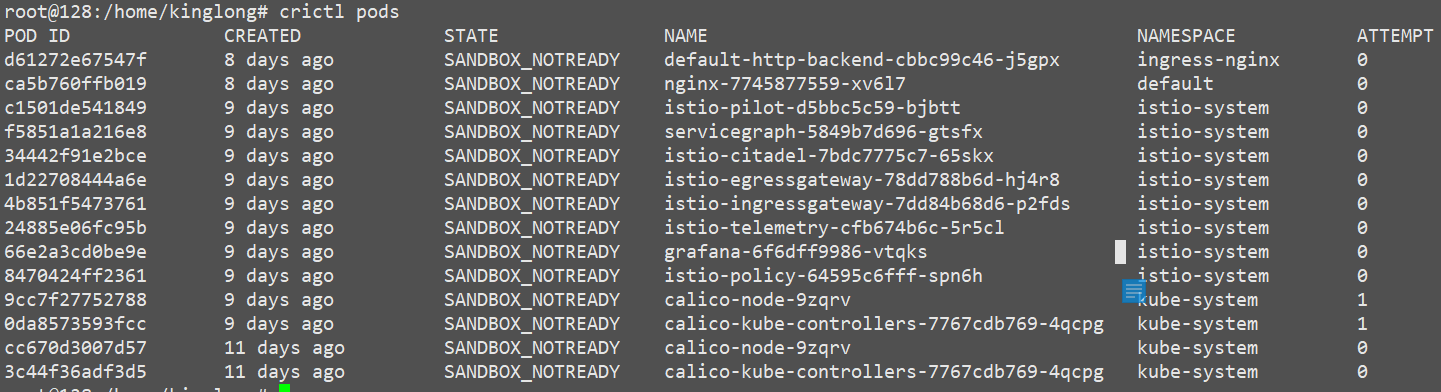 root@128:/home/kinglong# crictl pods
POD ID CREATED STATE NAME NAMESPACE ATTEMPT
d61272e67547f 8 days ago SANDBOX_NOTREADY default-http-backend-cbbc99c46-j5gpx ingress-nginx 0
ca5b760ffb019 8 days ago SANDBOX_NOTREADY nginx-7745877559-xv6l7 default 0
c1501de541849 9 days ago SANDBOX_NOTREADY istio-pilot-d5bbc5c59-bjbtt istio-system 0
f5851a1a216e8 9 days ago SANDBOX_NOTREADY servicegraph-5849b7d696-gtsfx istio-system 0
34442f91e2bce 9 days ago SANDBOX_NOTREADY istio-citadel-7bdc7775c7-65skx istio-system 0
1d22708444a6e 9 days ago SANDBOX_NOTREADY istio-egressgateway-78dd788b6d-hj4r8 istio-system 0
4b851f5473761 9 days ago SANDBOX_NOTREADY istio-ingressgateway-7dd84b68d6-p2fds istio-system 0
24885e06fc95b 9 days ago SANDBOX_NOTREADY istio-telemetry-cfb674b6c-5r5cl istio-system 0
66e2a3cd0be9e 9 days ago SANDBOX_NOTREADY grafana-6f6dff9986-vtqks istio-system 0
8470424ff2361 9 days ago SANDBOX_NOTREADY istio-policy-64595c6fff-spn6h istio-system 0
9cc7f27752788 9 days ago SANDBOX_NOTREADY calico-node-9zqrv kube-system 1
0da8573593fcc 9 days ago SANDBOX_NOTREADY calico-kube-controllers-7767cdb769-4qcpg kube-system 1
cc670d3007d57 11 days ago SANDBOX_NOTREADY calico-node-9zqrv kube-system 0
3c44f36adf3d5 11 days ago SANDBOX_NOTREADY calico-kube-controllers-7767cdb769-4qcpg kube-system 0
root@128:/home/kinglong#